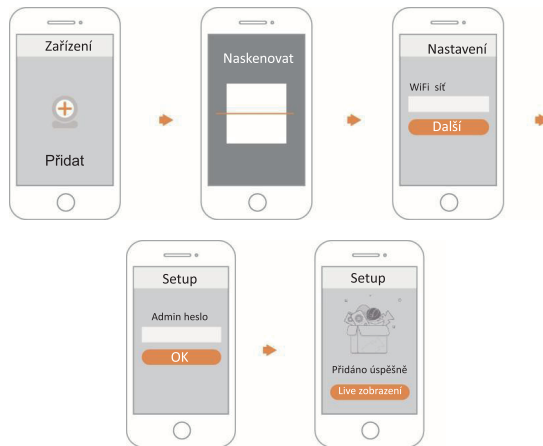 Zařízení
Přidat
Naskenovat
Nastavení
WiFi síť
Další
Setup
Admin heslo
OK
Setup
Přidáno úspěšně
Live zobrazení